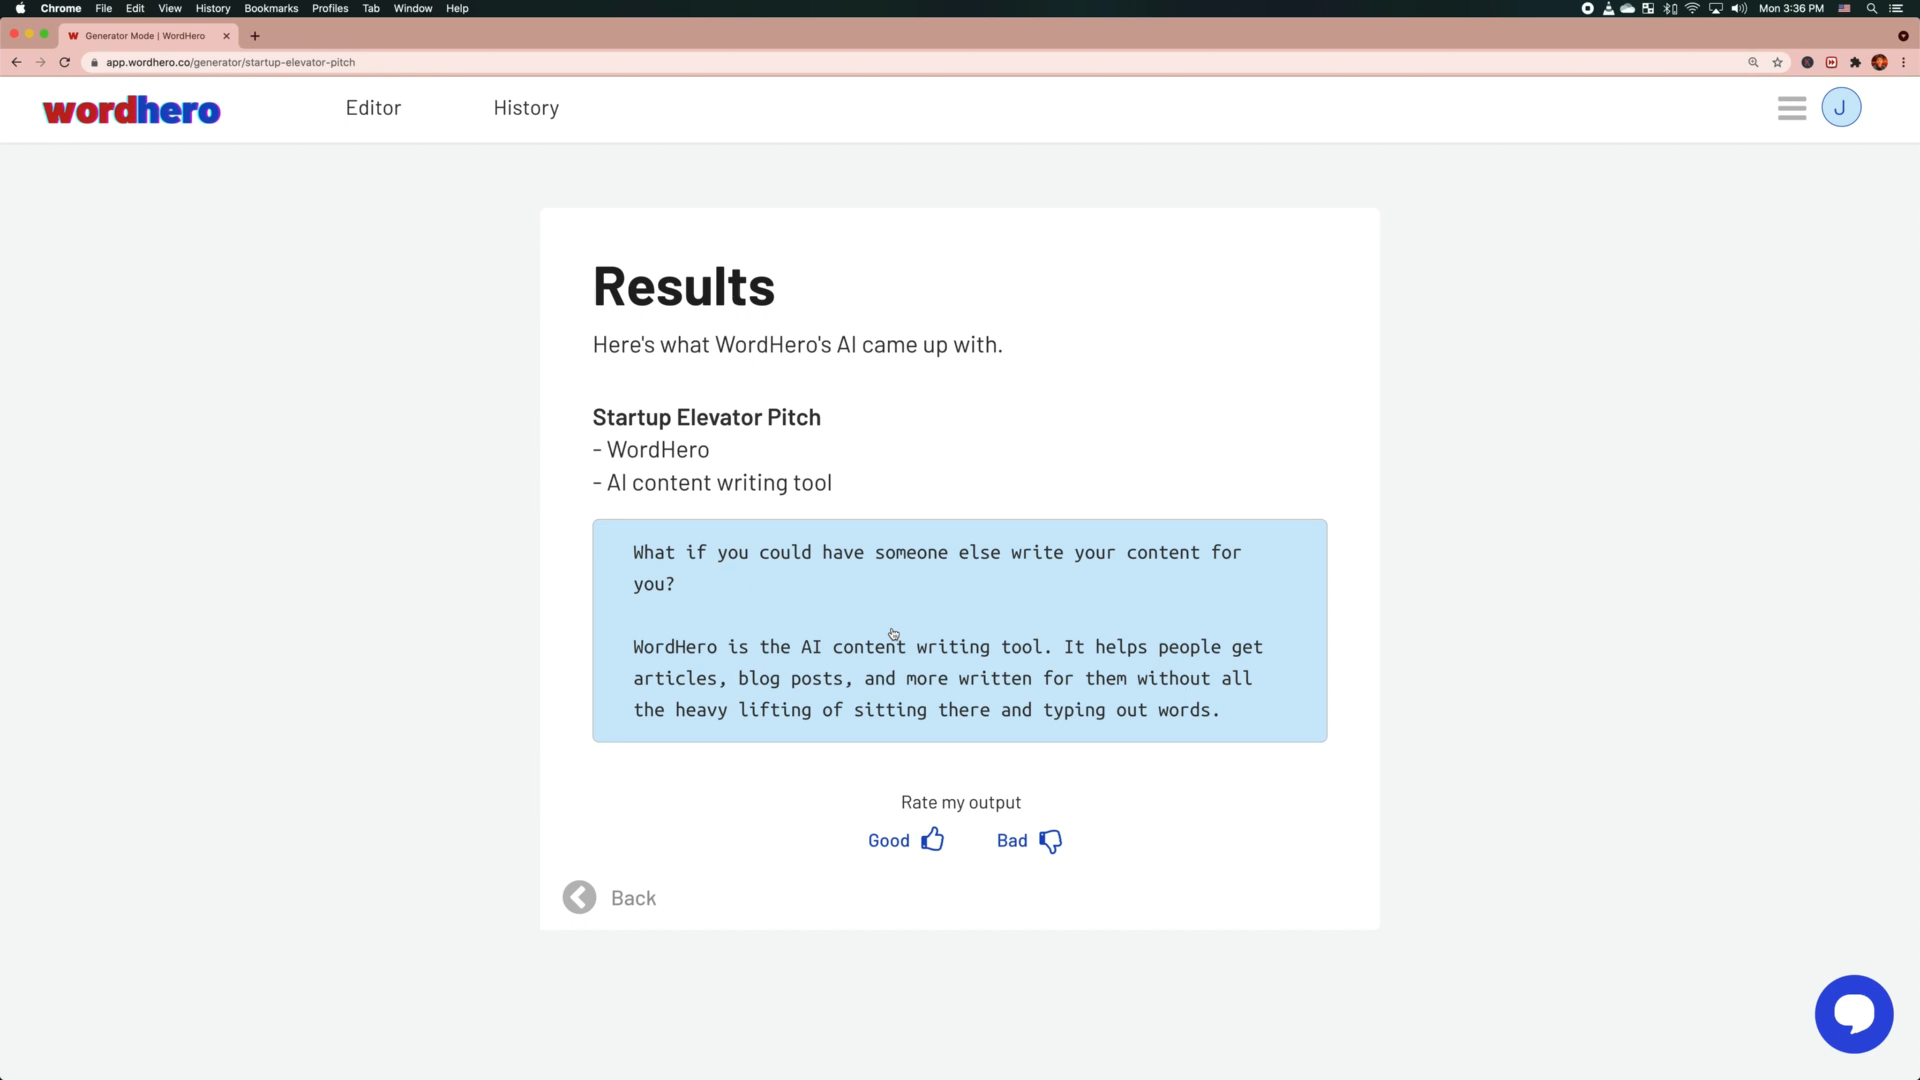 Chrome File Edit View History Bookmarks Profiles Tab Window Help Mon 3:36 PM
Generator Mode | WordHero
app.wordhero.co/generator/startup-elevator-pitch
wordhero Editor History J
Results
Here's what WordHero's AI came up with.
Startup Elevator Pitch
- WordHero
- AI content writing tool
What if you could have someone else write your content for
you?
WordHero is the AI content writing tool. It helps people get
articles, blog posts, and more written for them without all
the heavy lifting of sitting there and typing out words.
Rate my output
Good Bad
Back